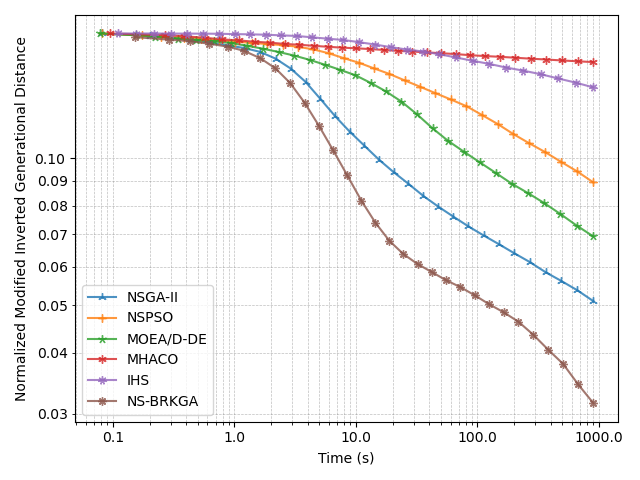 Normalized Modified Inverted Generational Distance
0.10
0.09
0.08
0.07
0.06
0.05
0.04
0.03
NSGA-II
NSPSO
MOEA/D-DE
MHACO
IHS
NS-BRKGA
0.1 1.0 10.0 100.0 1000.0
Time (s)